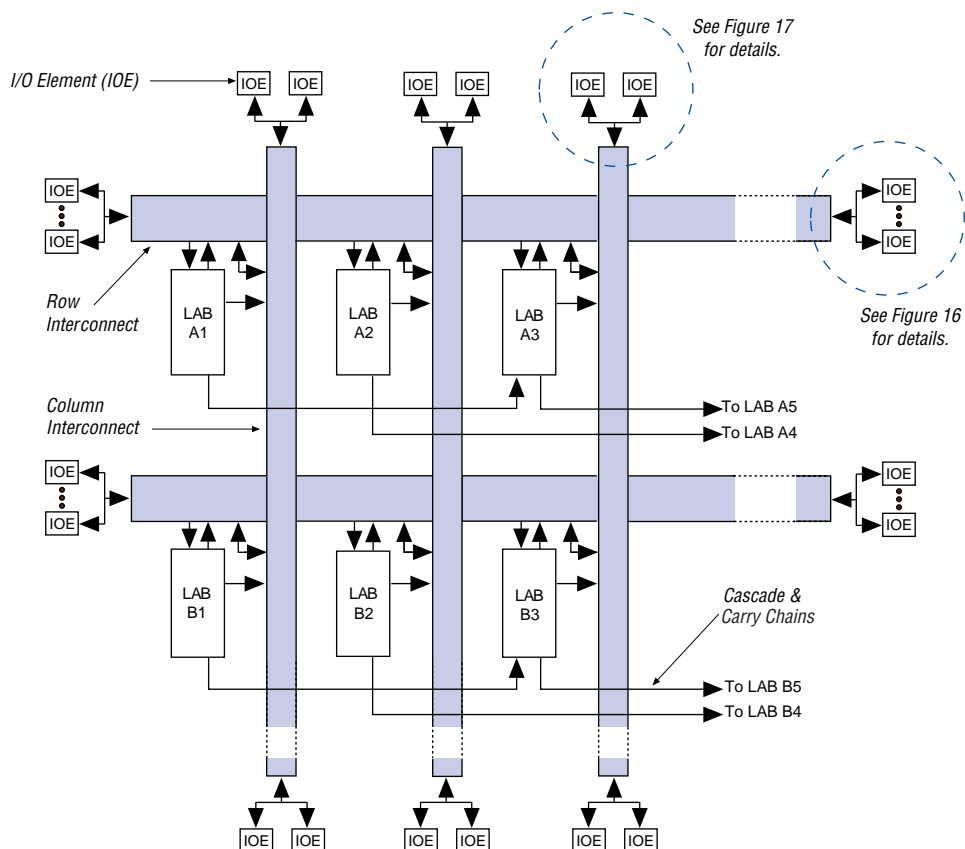 See Figure 17
for details.
I/O Element (IOE)
IOE IOE IOE IOE IOE IOE
IOE IOE
IOE IOE
Row
Interconnect
LAB
A1
LAB
A2
LAB
A3
See Figure 16
for details.
Column
Interconnect
To LAB A5
To LAB A4
IOE IOE
IOE IOE
LAB
B1
LAB
B2
LAB
B3
Cascade &
Carry Chains
To LAB B5
To LAB B4
IOE IOE IOE IOE IOE IOE